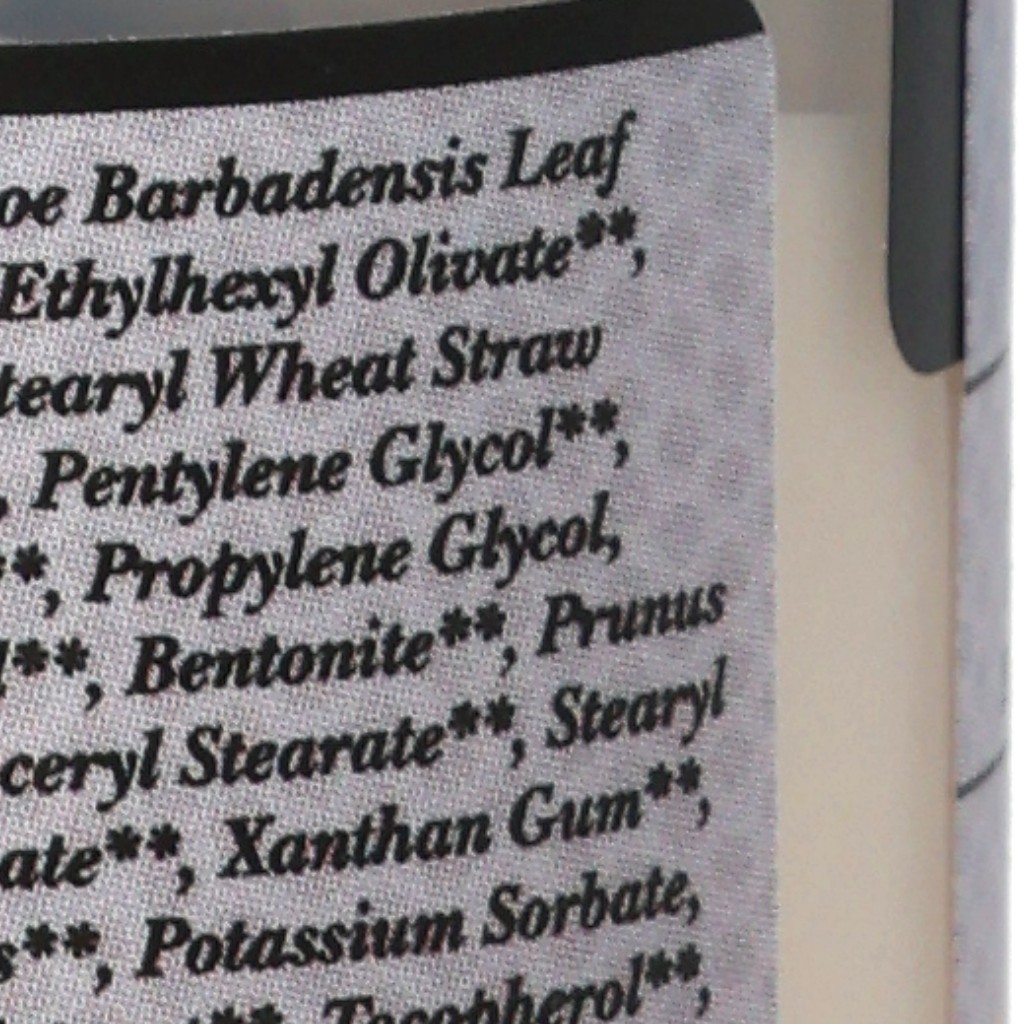 oe Barbadensis Leaf
Ethylhexyl Olivate**,
tearyl Wheat Straw
, Pentylene Glycol**,
**, Propylene Glycol,
l**, Bentonite**, Prunus
ceryl Stearate**, Stearyl
ate**, Xanthan Gum**,
s**, Potassium Sorbate,
**, Tocopherol**,